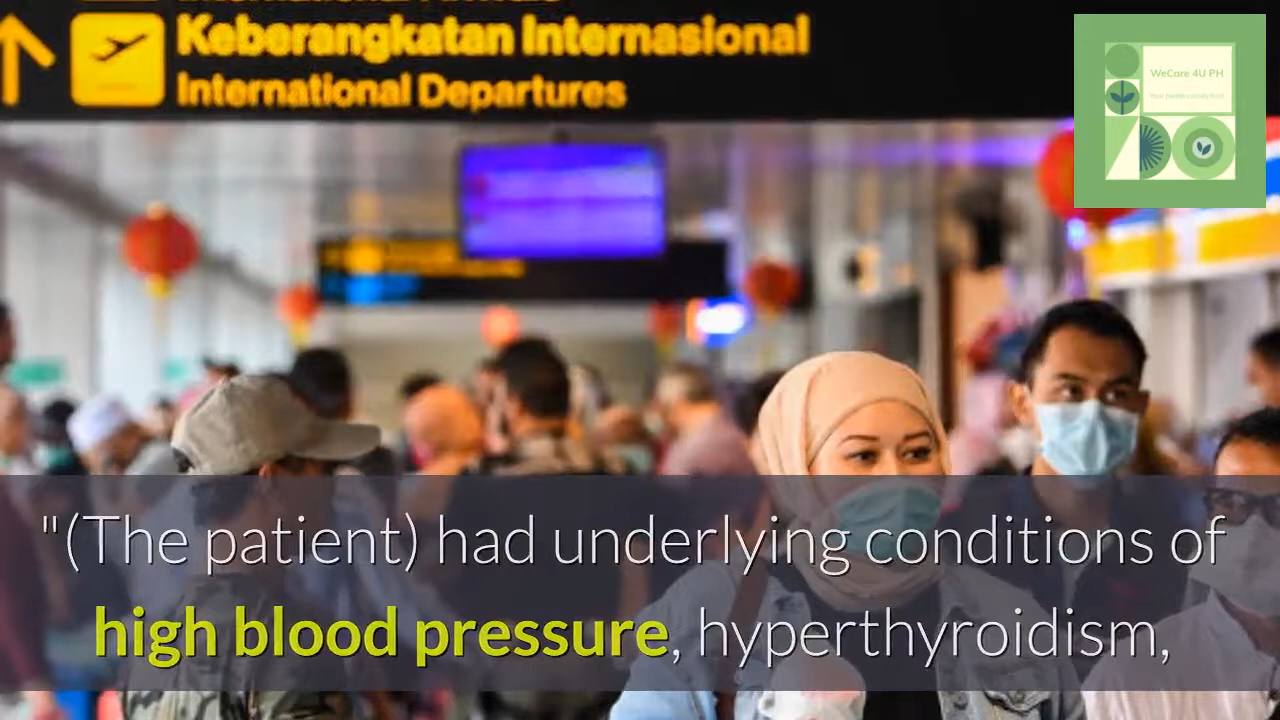 Keberangkatan Internasional
International Departures
WeCare 4U PH
"(The patient) had underlying conditions of
high blood pressure, hyperthyroidism,